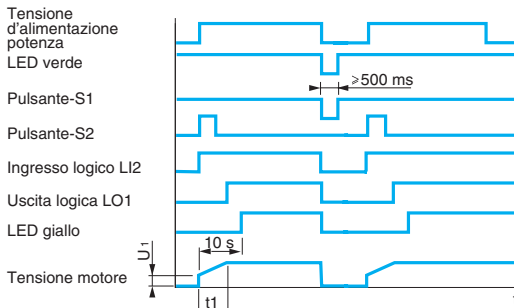 Tensione
d'alimentazione
potenza
LED verde
≥500 ms
Pulsante-S1
Pulsante-S2
Ingresso logico LI2
Uscita logica LO1
LED giallo
10 s
U1
Tensione motore
t1